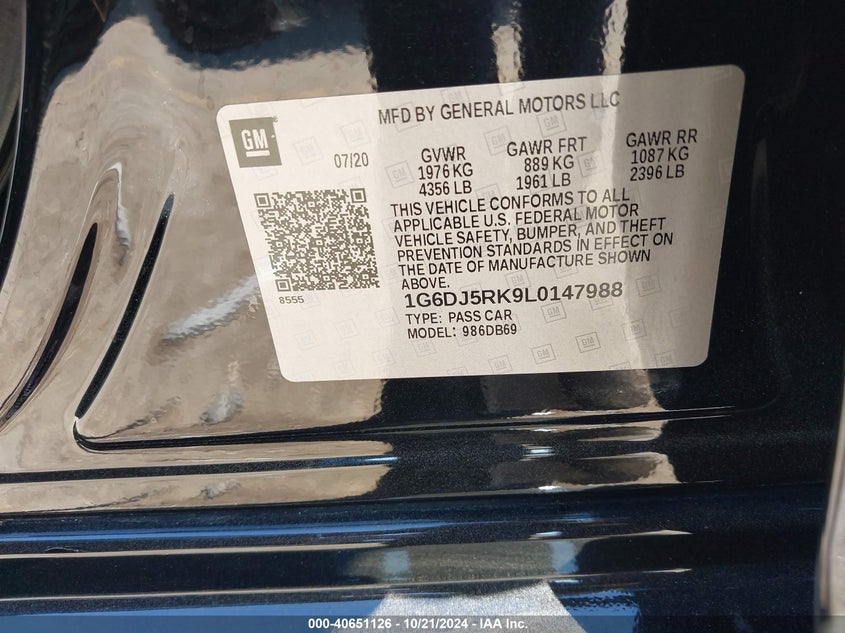 MFD BY GENERAL MOTORS LLC
GM
07/20
GVWR
1976 KG
4356 LB
GAWR FRT
889 KG
1961 LB
GAWR RR
1087 KG
2396 LB
THIS VEHICLE CONFORMS TO ALL
APPLICABLE U.S. FEDERAL MOTOR
VEHICLE SAFETY, BUMPER, AND THEFT
PREVENTION STANDARDS IN EFFECT ON
THE DATE OF MANUFACTURE SHOWN
ABOVE.
8555
1G6DJ5RK9L0147988
TYPE: PASS CAR
MODEL: 986DB69
000-40651126 - 10/21/2024 - IAA Inc.